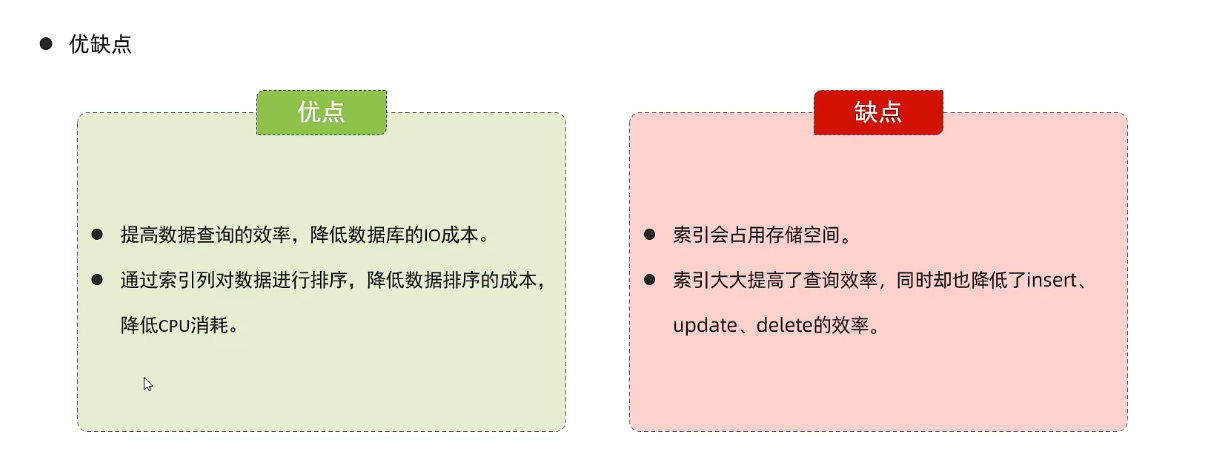 优缺点
优点
提高数据查询的效率，降低数据库的IO成本。
通过索引列对数据进行排序，降低数据排序的成本，
降低CPU消耗。
缺点
索引会占用存储空间。
索引大大提高了查询效率，同时却也降低了insert、
update、delete的效率。